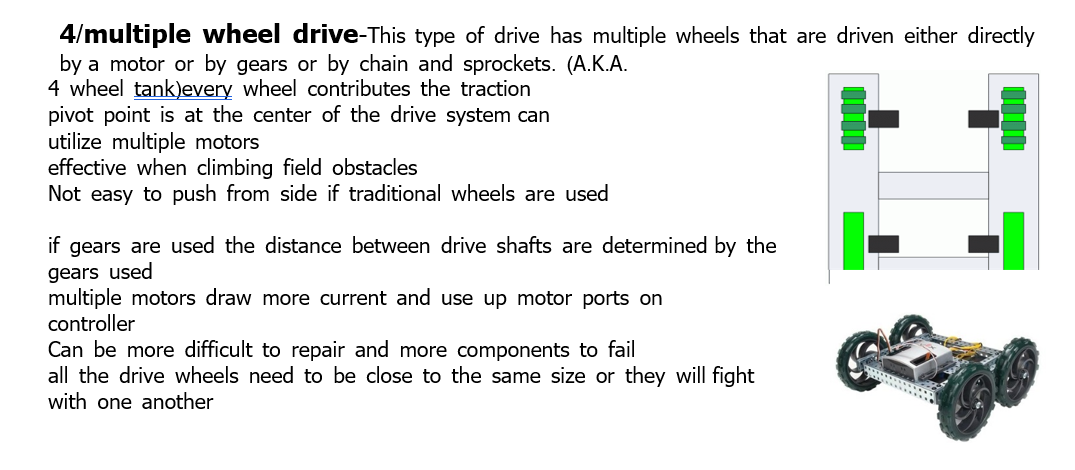 4/multiple wheel drive-This type of drive has multiple wheels that are driven either directly
by a motor or by gears or by chain and sprockets. (A.K.A.
4 wheel tank)every wheel contributes the traction
pivot point is at the center of the drive system can
utilize multiple motors
effective when climbing field obstacles
Not easy to push from side if traditional wheels are used
if gears are used the distance between drive shafts are determined by the
gears used
multiple motors draw more current and use up motor ports on
controller
Can be more difficult to repair and more components to fail
all the drive wheels need to be close to the same size or they will fight
with one another